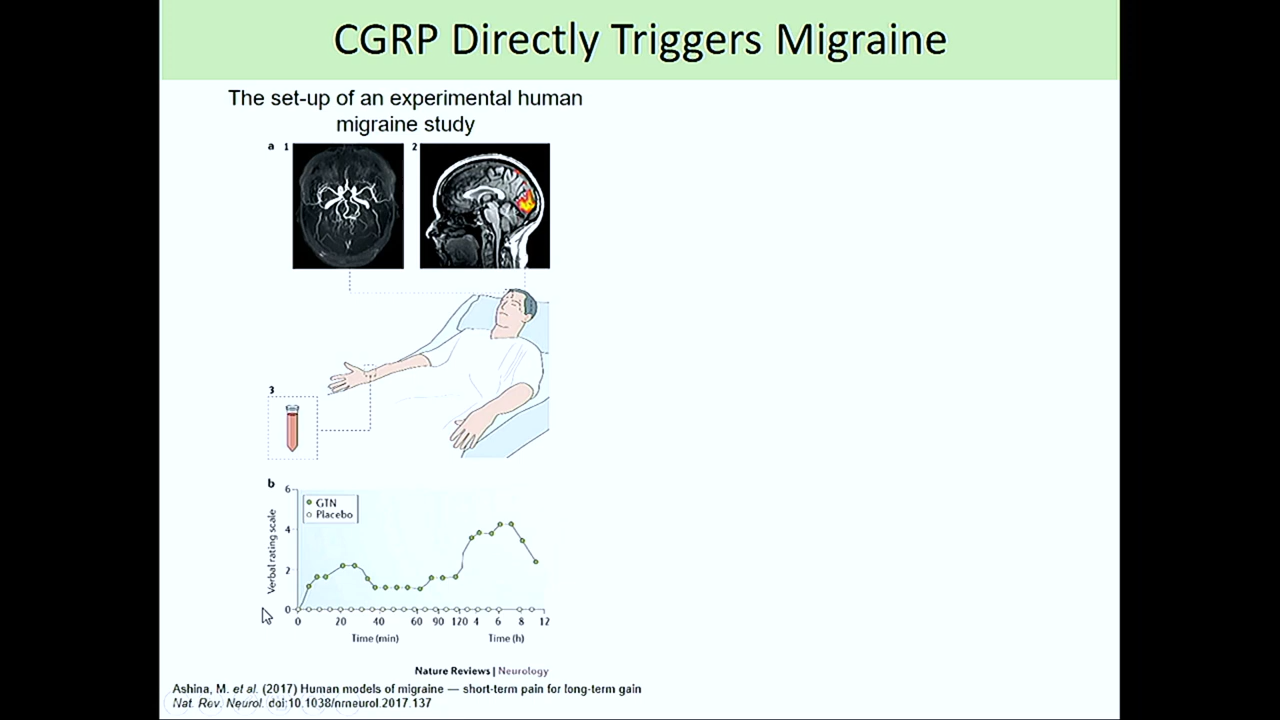 CGRP Directly Triggers Migraine
The set-up of an experimental human
migraine study
a 1
2
3
b
6
GTN
Placebo
4
Verbal rating scale
2
0
0 20 40 60 90 120 4 6 8 12
Time (min) Time (h)
Nature Reviews | Neurology
Ashina, M. et al. (2017) Human models of migraine — short-term pain for long-term gain
Nat. Rev. Neurol. doi:10.1038/nrneurol.2017.137